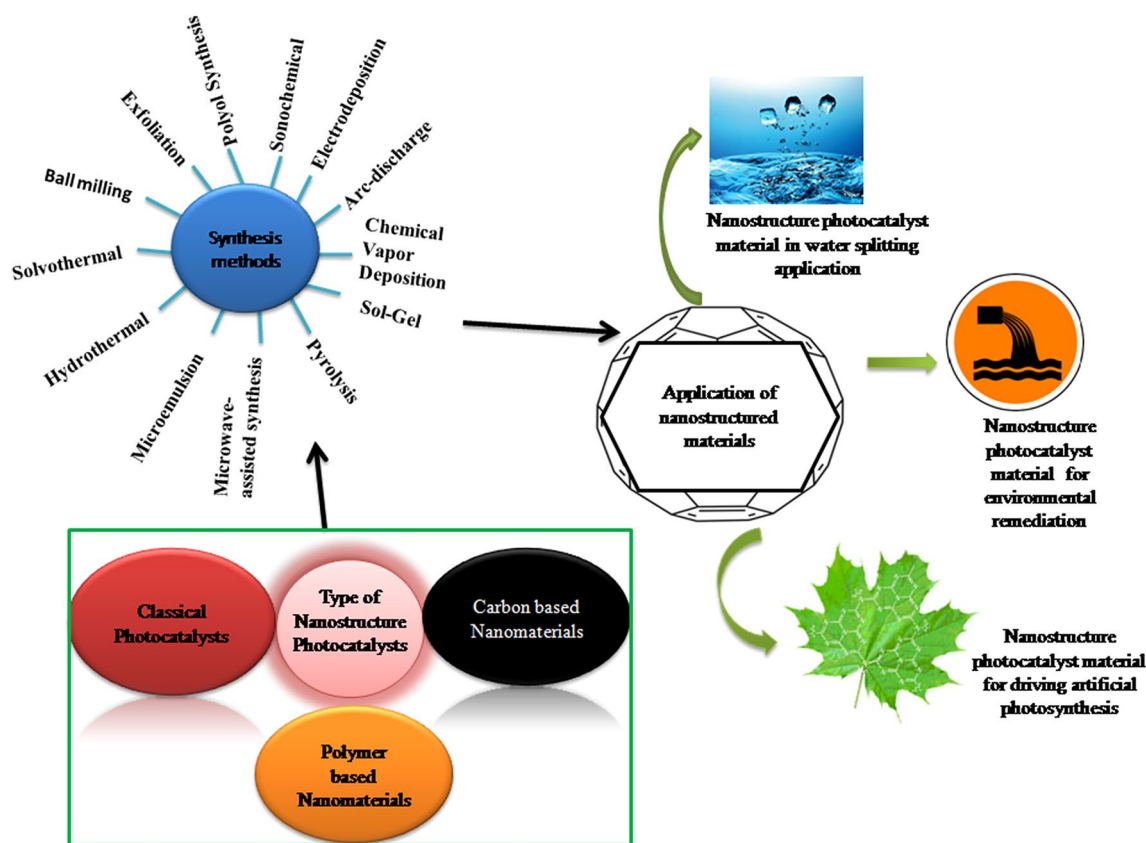 Polyol Synthesis
Sonochemical
Electrodeposition
Exfoliation
Arc-discharge
Ball milling
Chemical
Vapor
Deposition
Synthesis
methods
Solvothermal
Sol-Gel
Hydrothermal
Pyrolysis
Microemulsion
Microwave-
assisted synthesis
Nanostructure photocatalyst
material in water splitting
application
Application of
nanostructured
materials
Nanostructure
photocatalyst
material for
environmental
remediation
Nanostructure
photocatalyst material
for driving artificial
photosynthesis
Classical
Photocatalysts
Type of
Nanostructure
Photocatalysts
Carbon based
Nanomaterials
Polymer
based
Nanomaterials